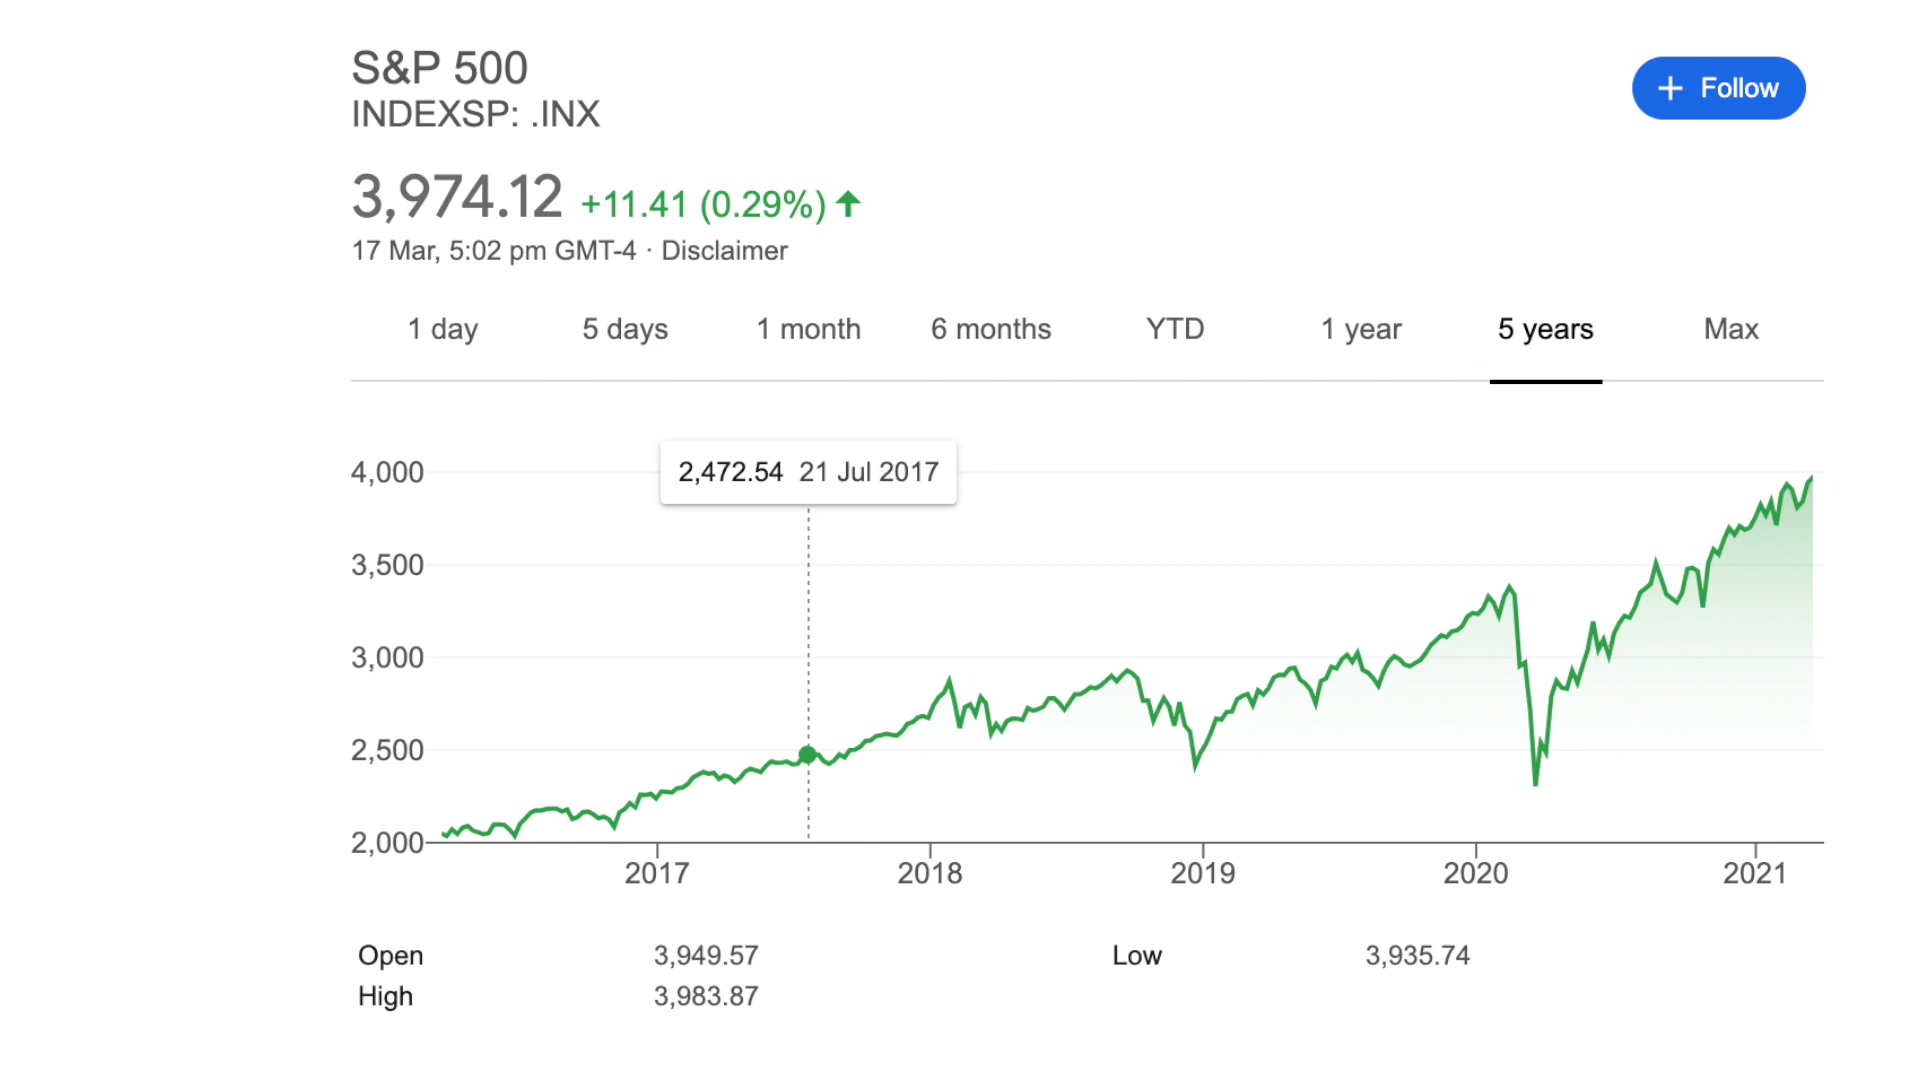 S&P 500
+ Follow
INDEXSP: .INX
3,974.12 +11.41 (0.29%)
17 Mar, 5:02 pm GMT-4 · Disclaimer
1 day 5 days 1 month 6 months YTD 1 year 5 years Max
2,472.54 21 Jul 2017
4,000
3,500
3,000
2,500
2,000
2017 2018 2019 2020 2021
Open 3,949.57 Low 3,935.74
High 3,983.87